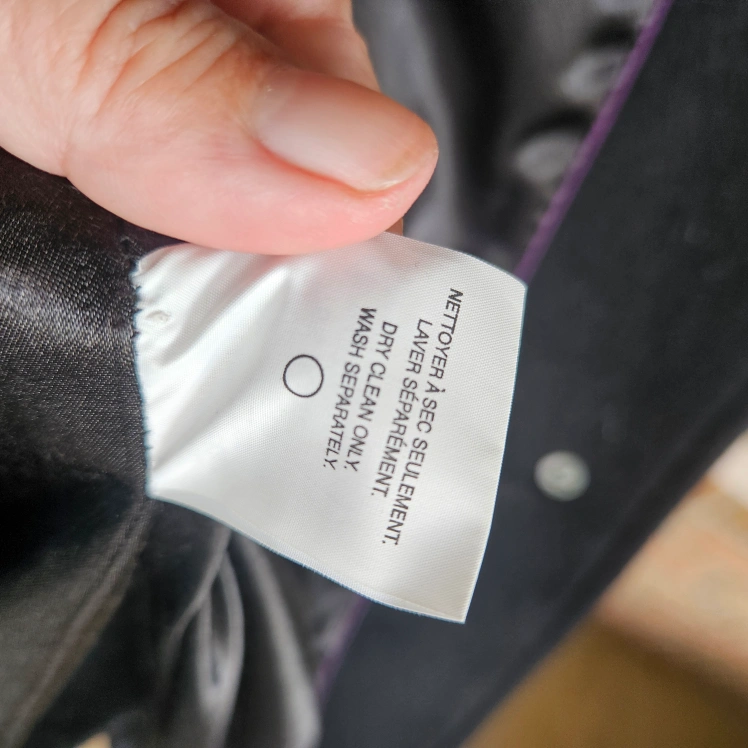 NETTOYER À SEC SEULEMENT.
LAVER SÉPARÉMENT.
DRY CLEAN ONLY.
WASH SEPARATELY.